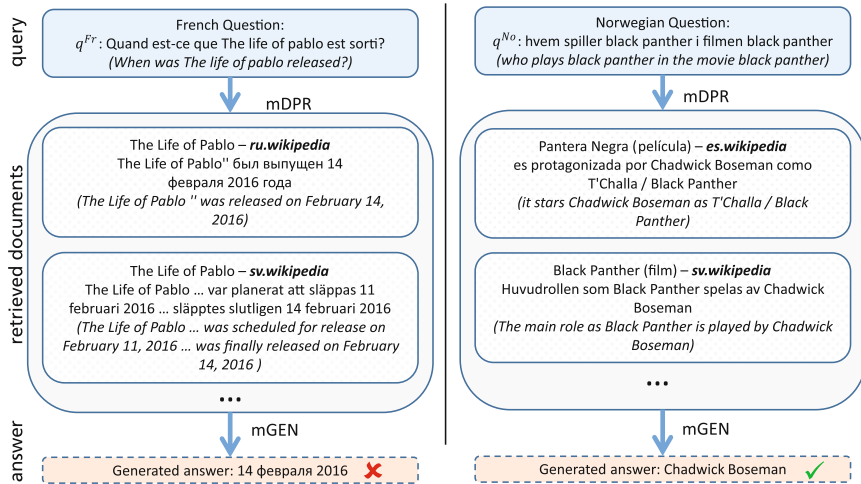 query
French Question:
q^Fr: Quand est-ce que The life of pablo est sorti?
(When was The life of pablo released?)
mDPR
retrieved documents
The Life of Pablo – ru.wikipedia
The Life of Pablo'' был выпущен 14
февраля 2016 года
(The Life of Pablo '' was released on February 14,
2016)
The Life of Pablo – sv.wikipedia
The Life of Pablo ... var planerat att släppas 11
februari 2016 ... släpptes slutligen 14 februari 2016
(The Life of Pablo ... was scheduled for release on
February 11, 2016 ... was finally released on February
14, 2016 )
...
mGEN
answer
Generated answer: 14 февраля 2016
Norwegian Question:
q^No: hvem spiller black panther i filmen black panther
(who plays black panther in the movie black panther)
mDPR
Pantera Negra (película) – es.wikipedia
es protagonizada por Chadwick Boseman como
T'Challa / Black Panther
(it stars Chadwick Boseman as T'Challa / Black
Panther)
Black Panther (film) – sv.wikipedia
Huvudrollen som Black Panther spelas av Chadwick
Boseman
(The main role as Black Panther is played by Chadwick
Boseman)
...
mGEN
Generated answer: Chadwick Boseman